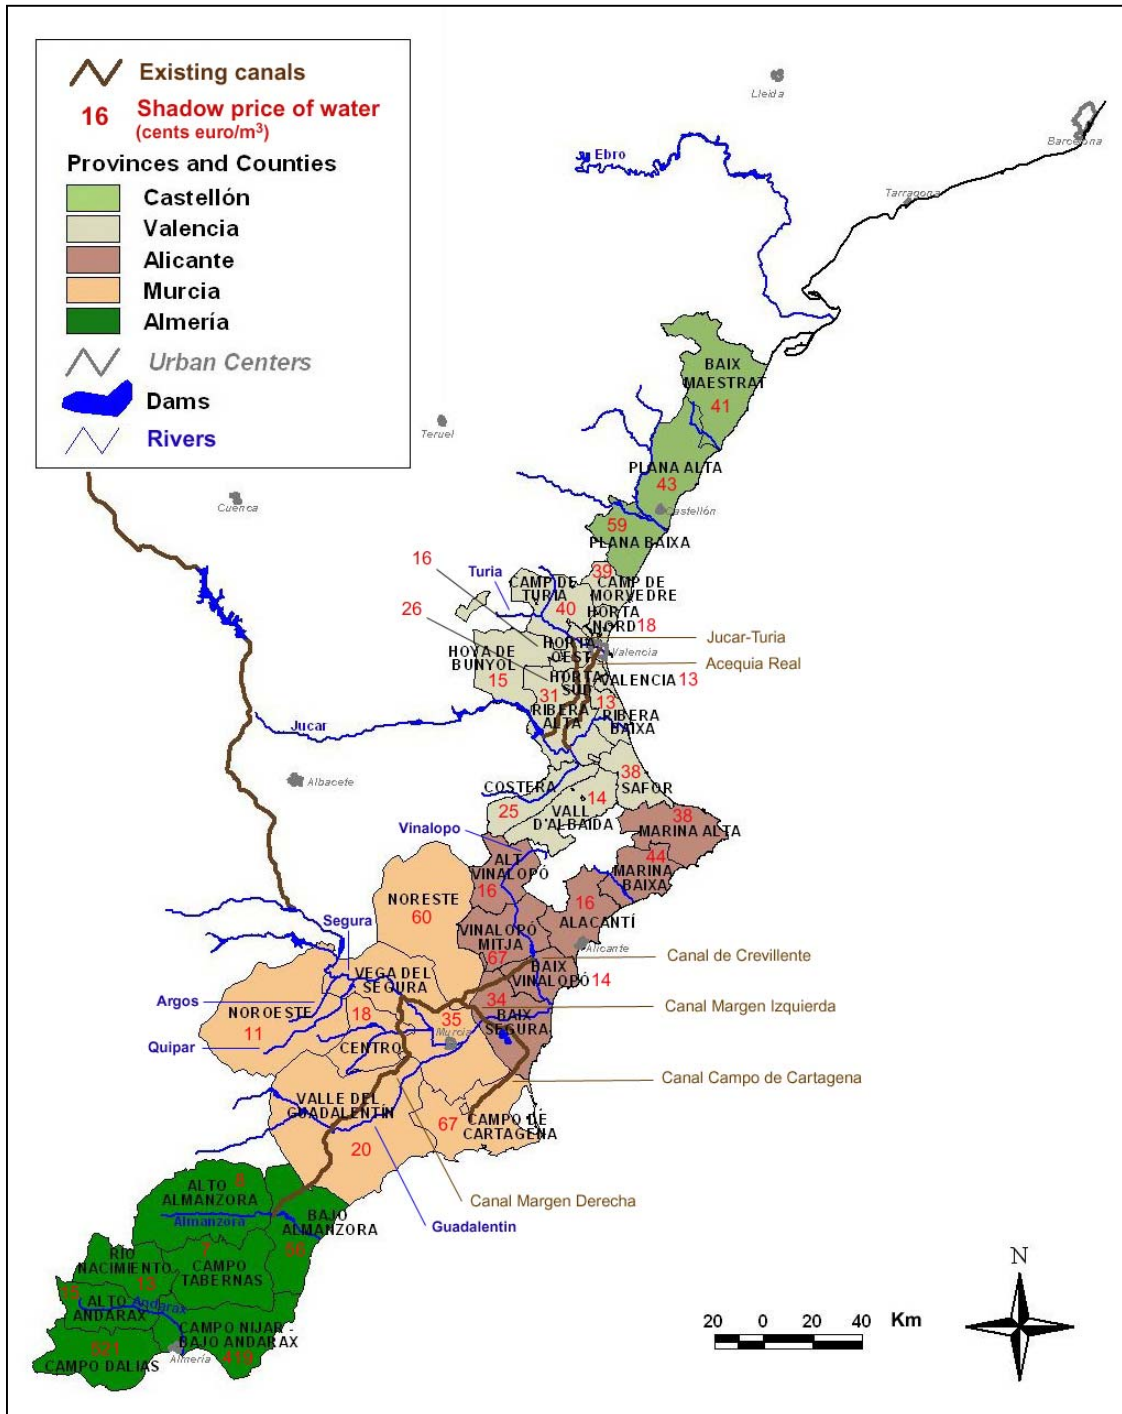 Existing canals
16 Shadow price of water
(cents euro/m³)
Provinces and Counties
Castellón
Valencia
Alicante
Murcia
Almería
Urban Centers
Dams
Rivers
Lleida
Barcelona
Ebro
Tarragona
BAIX
MAESTRAT
41
Teruel
PLANA ALTA
43
Castellón
Cuenca
59
PLANA BAIXA
16
Turia
39
CAMP DE
TURIA
40
CAMP DE
MORVEDRE
26
HORTA
NORD 18
Jucar-Turia
HORTA
OEST
Valencia
Acequia Real
HOYA DE
BUNYOL
15
HORTA
SUD
VALENCIA 13
31
13
RIBERA
ALTA
RIBERA
BAIXA
Jucar
Albacete
COSTERA
38
SAFOR
25
14
VALL
D'ALBAIDA
Vinalopo
38
MARINA ALTA
ALT
VINALOPÓ
16
44
MARINA
BAIXA
NORESTE
60
16
ALACANTÍ
Segura
VINALOPÓ
MITJA
67
Alicante
Canal de Crevillente
VEGA DEL
SEGURA
BAIX
VINALOPÓ 14
Argos
NOROESTE
11
18
34
35
BAIX
SEGURA
Canal Margen Izquierda
Murcia
Quipar
CENTRO
Canal Campo de Cartagena
VALLE DEL
GUADALENTÍN
67
CAMPO DE
CARTAGENA
20
Canal Margen Derecha
Guadalentin
ALTO
ALMANZORA
8
Almanzora
BAJO
ALMANZORA
56
RIO
NACIMIENTO
13
7
CAMPO
TABERNAS
15
ALTO
ANDARAX
Andarax
CAMPO NIJAR -
BAJO ANDARAX
419
521
CAMPO DALIAS
Almería
N
20 0 20 40 Km